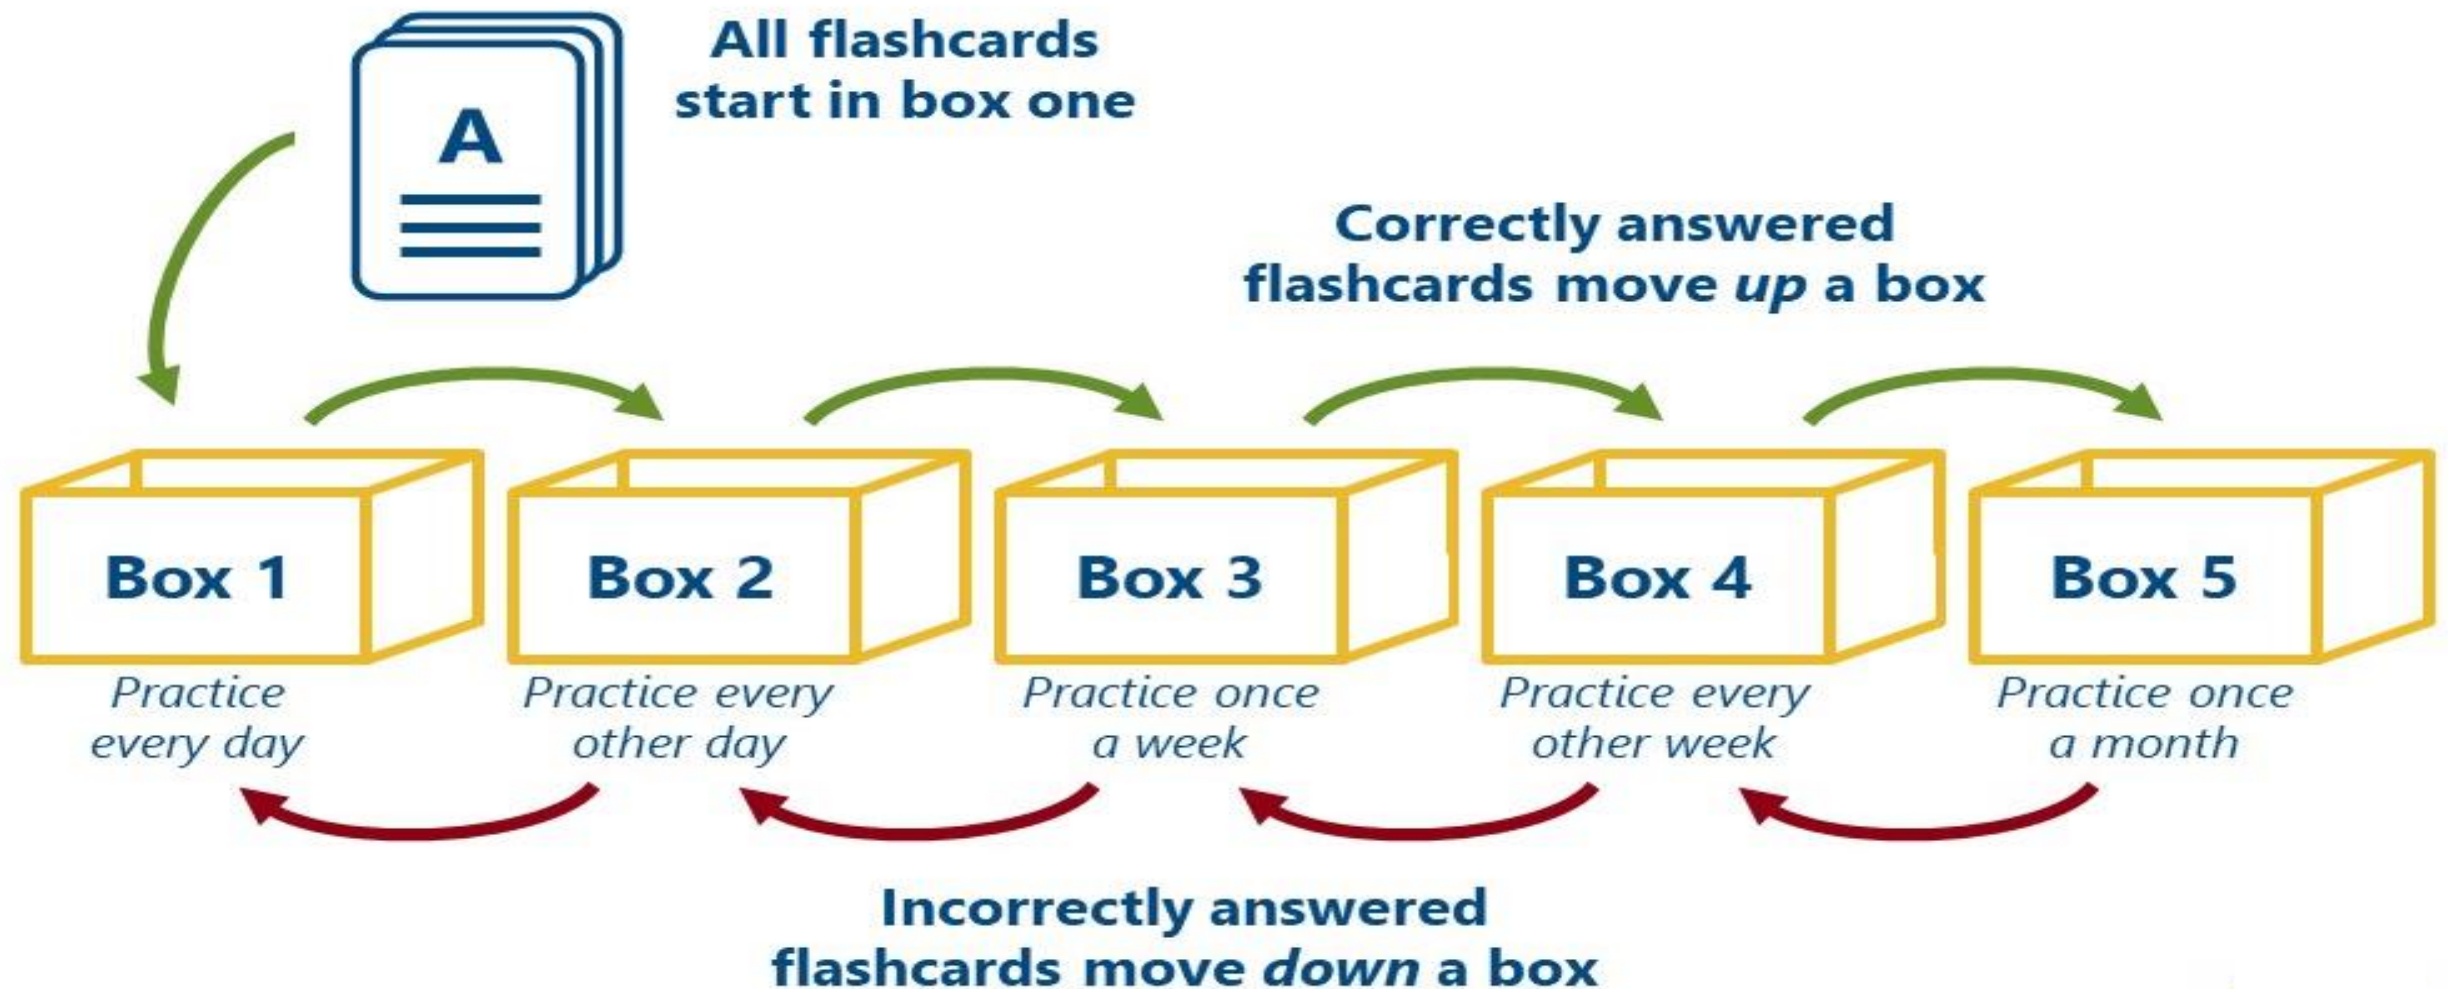 All flashcards
start in box one
A
Correctly answered
flashcards move up a box
Box 1
Box 2
Box 3
Box 4
Box 5
Practice
every day
Practice every
other day
Practice once
a week
Practice every
other week
Practice once
a month
Incorrectly answered
flashcards move down a box